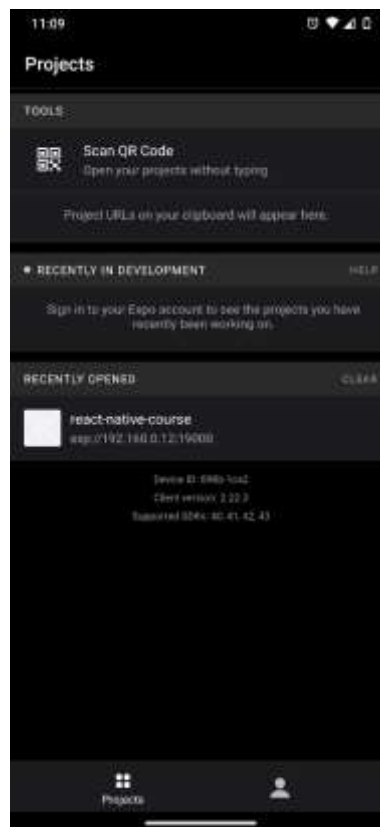 11:09
Projects
TOOLS
Scan QR Code
Open your projects without typing
Project URLs on your clipboard will appear here.
RECENTLY IN DEVELOPMENT
HELP
Sign in to your Expo account to see the projects you have
recently been working on.
RECENTLY OPENED
CLEAR
react-native-course
exp://192.168.0.12:19000
Device ID:
Client version: 2.22.3
Supported SDKs: 40, 41, 42, 43
Projects